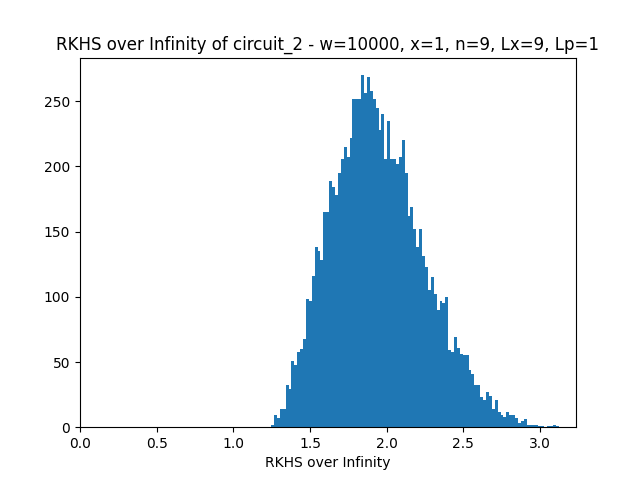 RKHS over Infinity of circuit_2 - w=10000, x=1, n=9, Lx=9, Lp=1
250
200
150
100
50
0
0.0 0.5 1.0 1.5 2.0 2.5 3.0
RKHS over Infinity